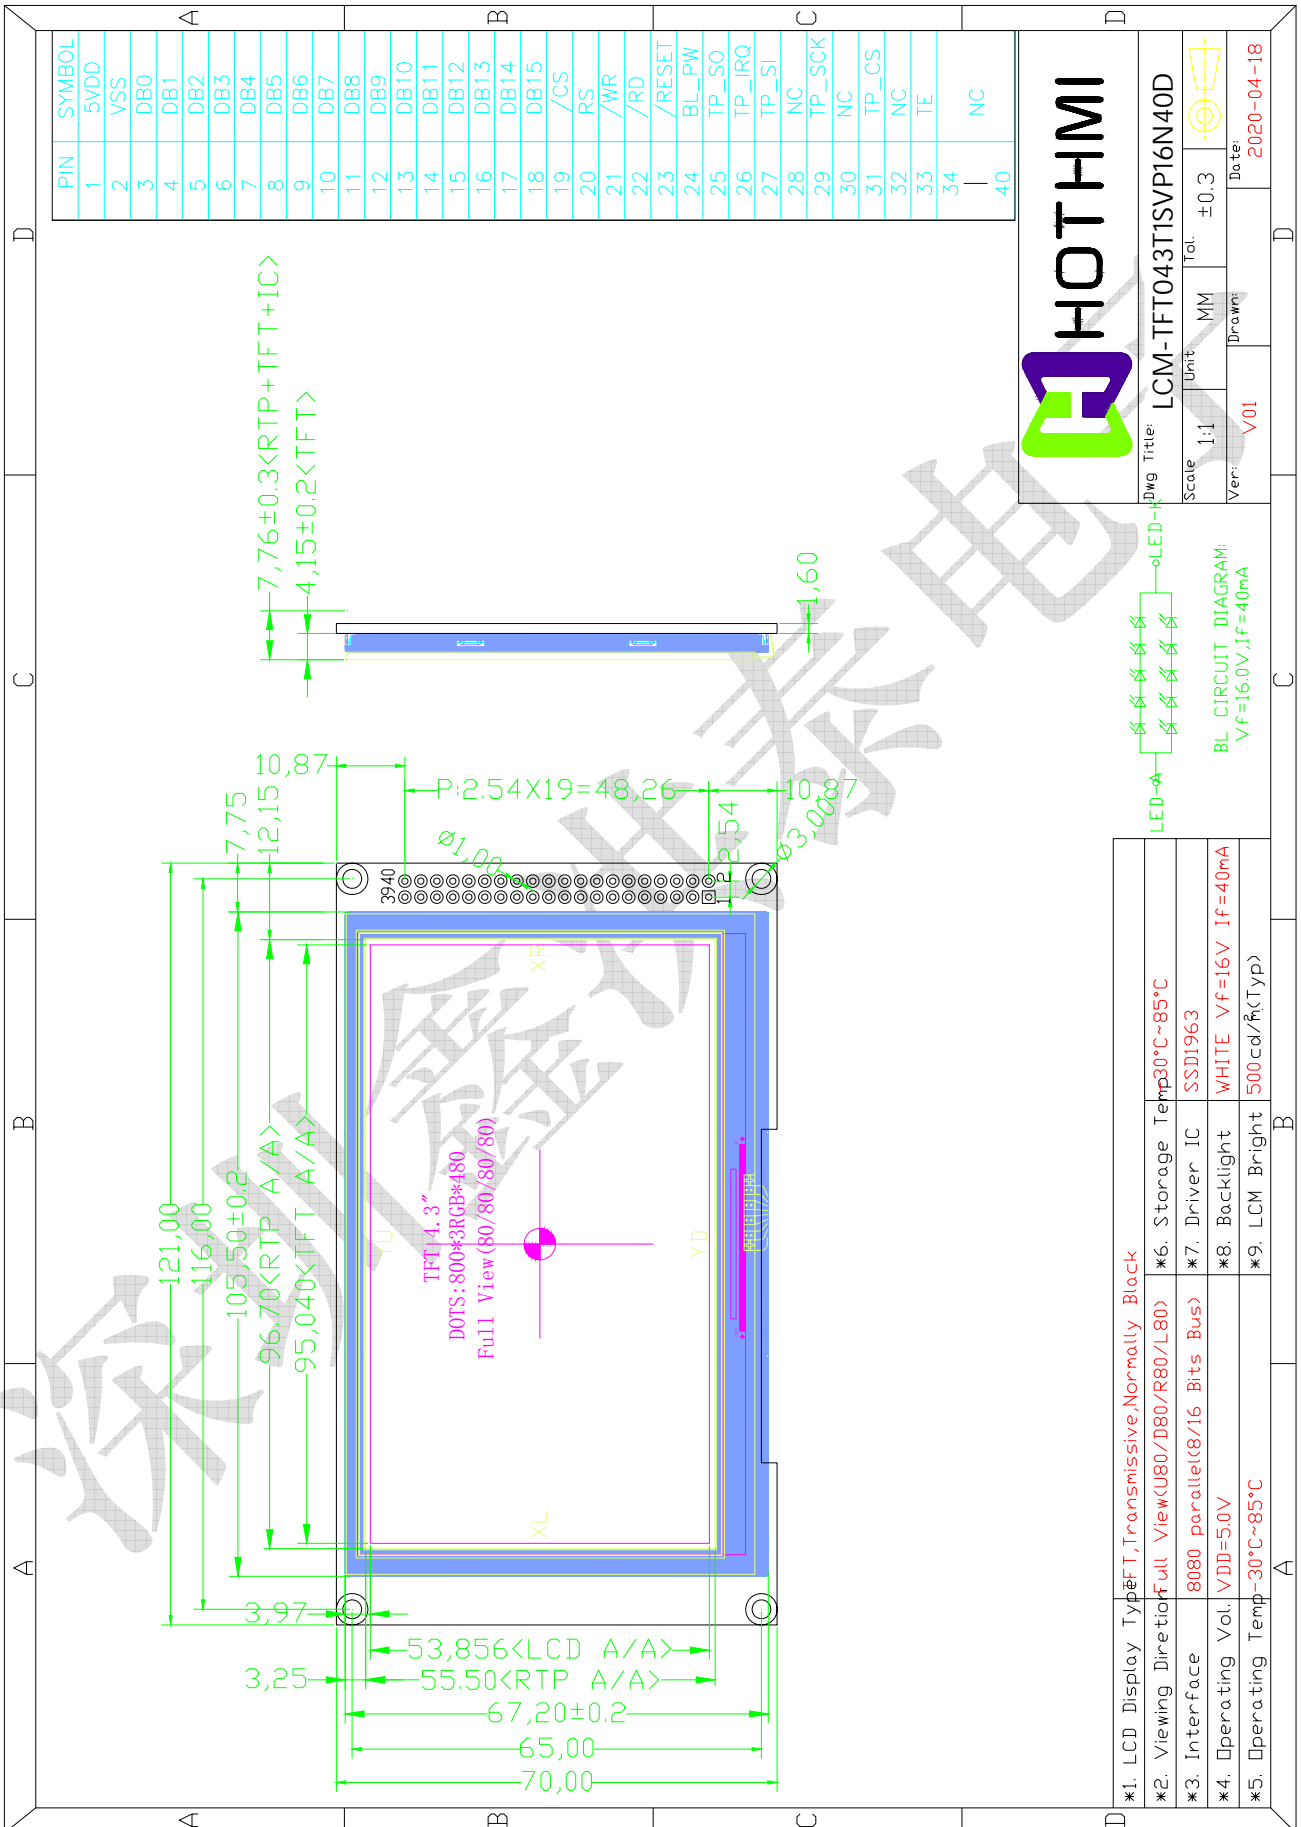 PIN SYMBOL
1 5VDD
2 VSS
3 DB0
4 DB1
5 DB2
6 DB3
7 DB4
8 DB5
9 DB6
10 DB7
11 DB8
12 DB9
13 DB10
14 DB11
15 DB12
16 DB13
17 DB14
18 DB15
19 /CS
20 RS
21 /WR
22 /RD
23 /RESET
24 BL_PW
25 TP_SO
26 TP_IRQ
27 TP_SI
28 NC
29 TP_SCK
30 NC
31 TP_CS
32 NC
33 TE
34 | 40 NC
HOTHMI
Dwg Title: LCM-TFT043T1SVP16N40D
Scale 1:1 Unit MM Tol. ±0.3
Ver: V01 Drawn: Date: 2020-04-18
7,76±0.3<RTP+TFT+IC>
4,15±0.2<TFT>
1,60
LED-A LED-K
BL CIRCUIT DIAGRAM:
Vf=16.0V,If=40mA
121,00
116,00
105,50±0.2
96.70<RTP A/A>
95,040<TFT A/A>
7,75
12,15
10,87
P:2.54X19=48,26
10,87
2,54
Ø1,00
Ø3,00
3940
1 2
XR
YU
YD
XL
TFT 4.3″
DOTS:800*3RGB*480
Full View(80/80/80/80)
3,97
3,25
53,856<LCD A/A>
55.50<RTP A/A>
67,20±0.2
65,00
70,00
*1. LCD Display Type TFT,Transmissive,Normally Black
*2. Viewing Diretion Full View(U80/D80/R80/L80)
*3. Interface 8080 parallel(8/16 Bits Bus)
*4. Operating Vol. VDD=5.0V
*5. Operating Temp -30°C~85°C
*6. Storage Temp -30°C~85°C
*7. Driver IC SSD1963
*8. Backlight WHITE Vf=16V If=40mA
*9. LCM Bright 500cd/m²(Typ)
A B C D
A B C D
A B C D
A B C D
深圳鑫洪泰电子